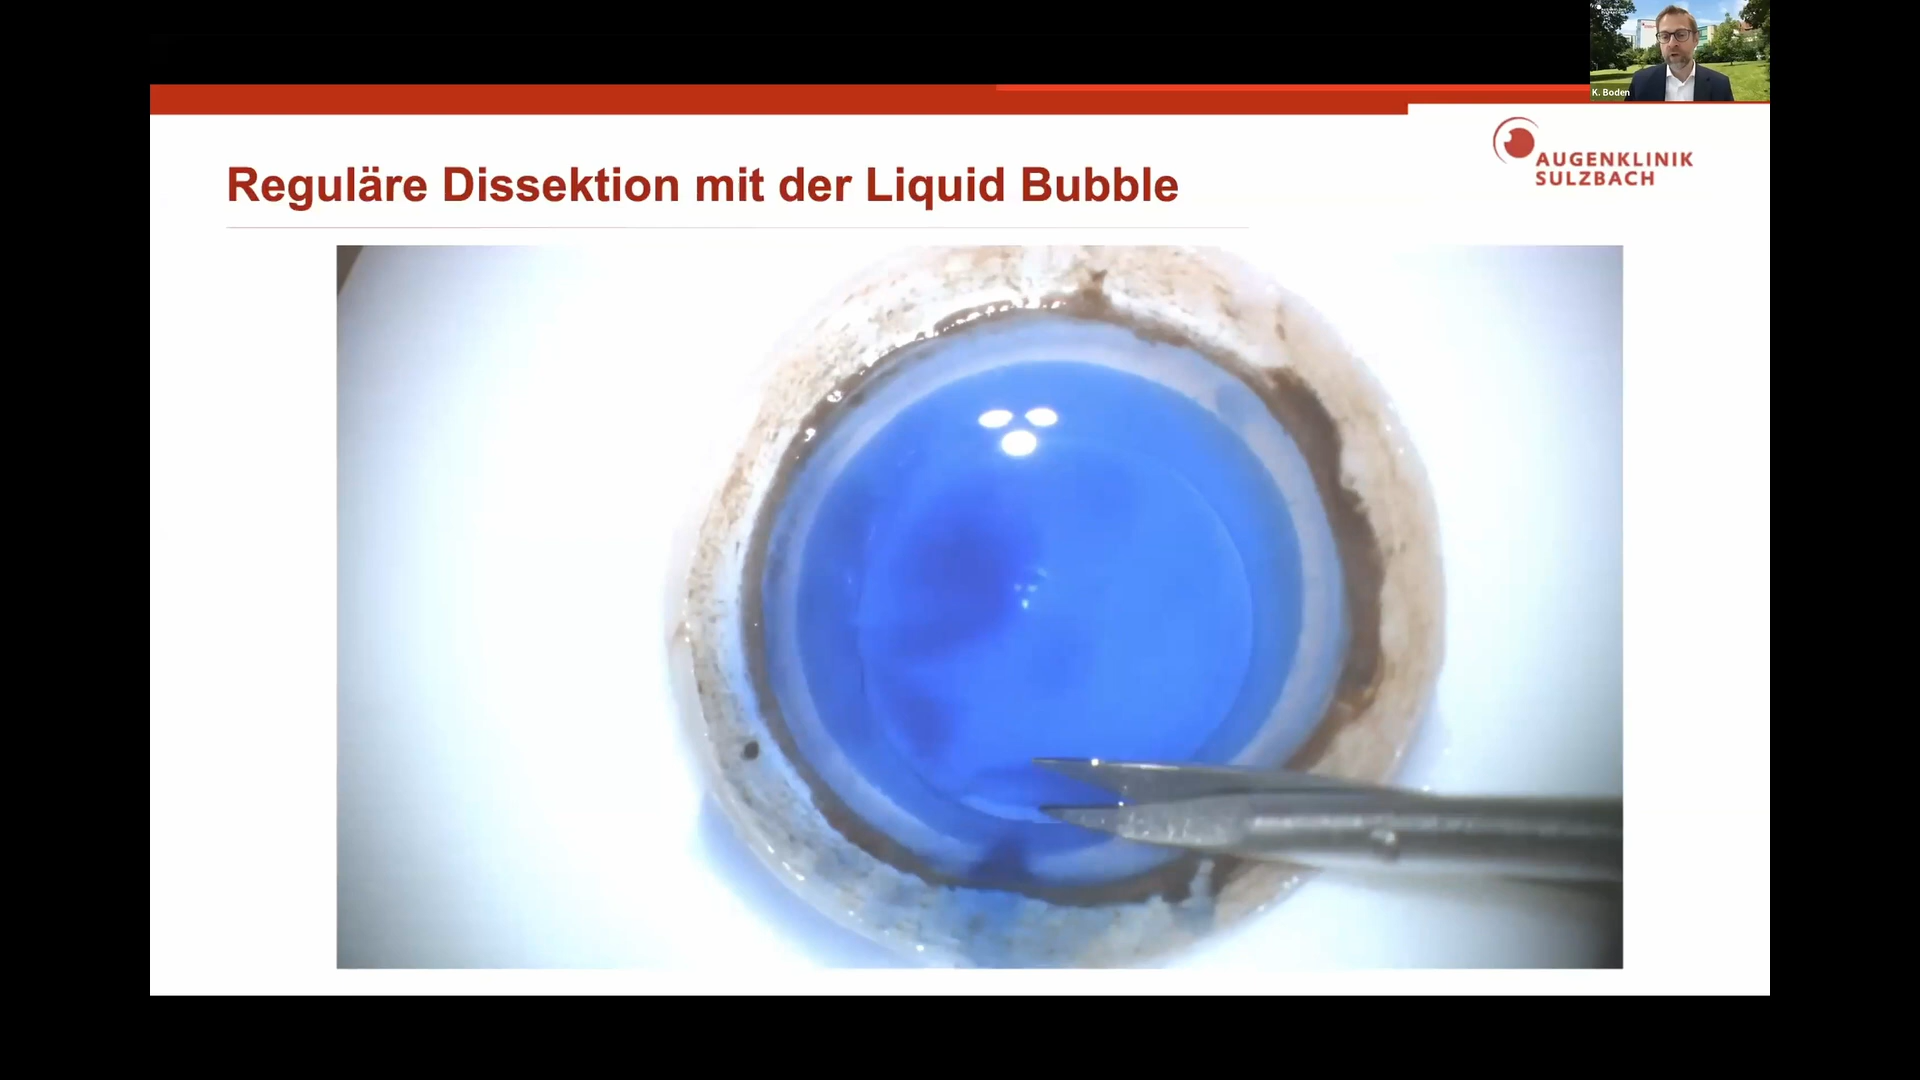 K. Boden
AUGENKLINIK
SULZBACH
Reguläre Dissektion mit der Liquid Bubble